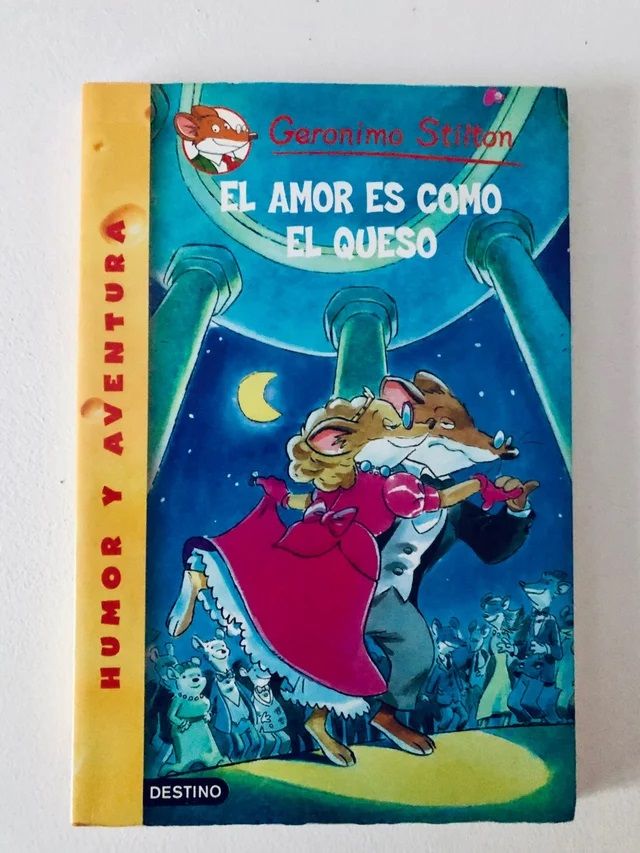 Geronimo Stilton
EL AMOR ES COMO
EL QUESO
HUMOR Y AVENTURA
DESTINO